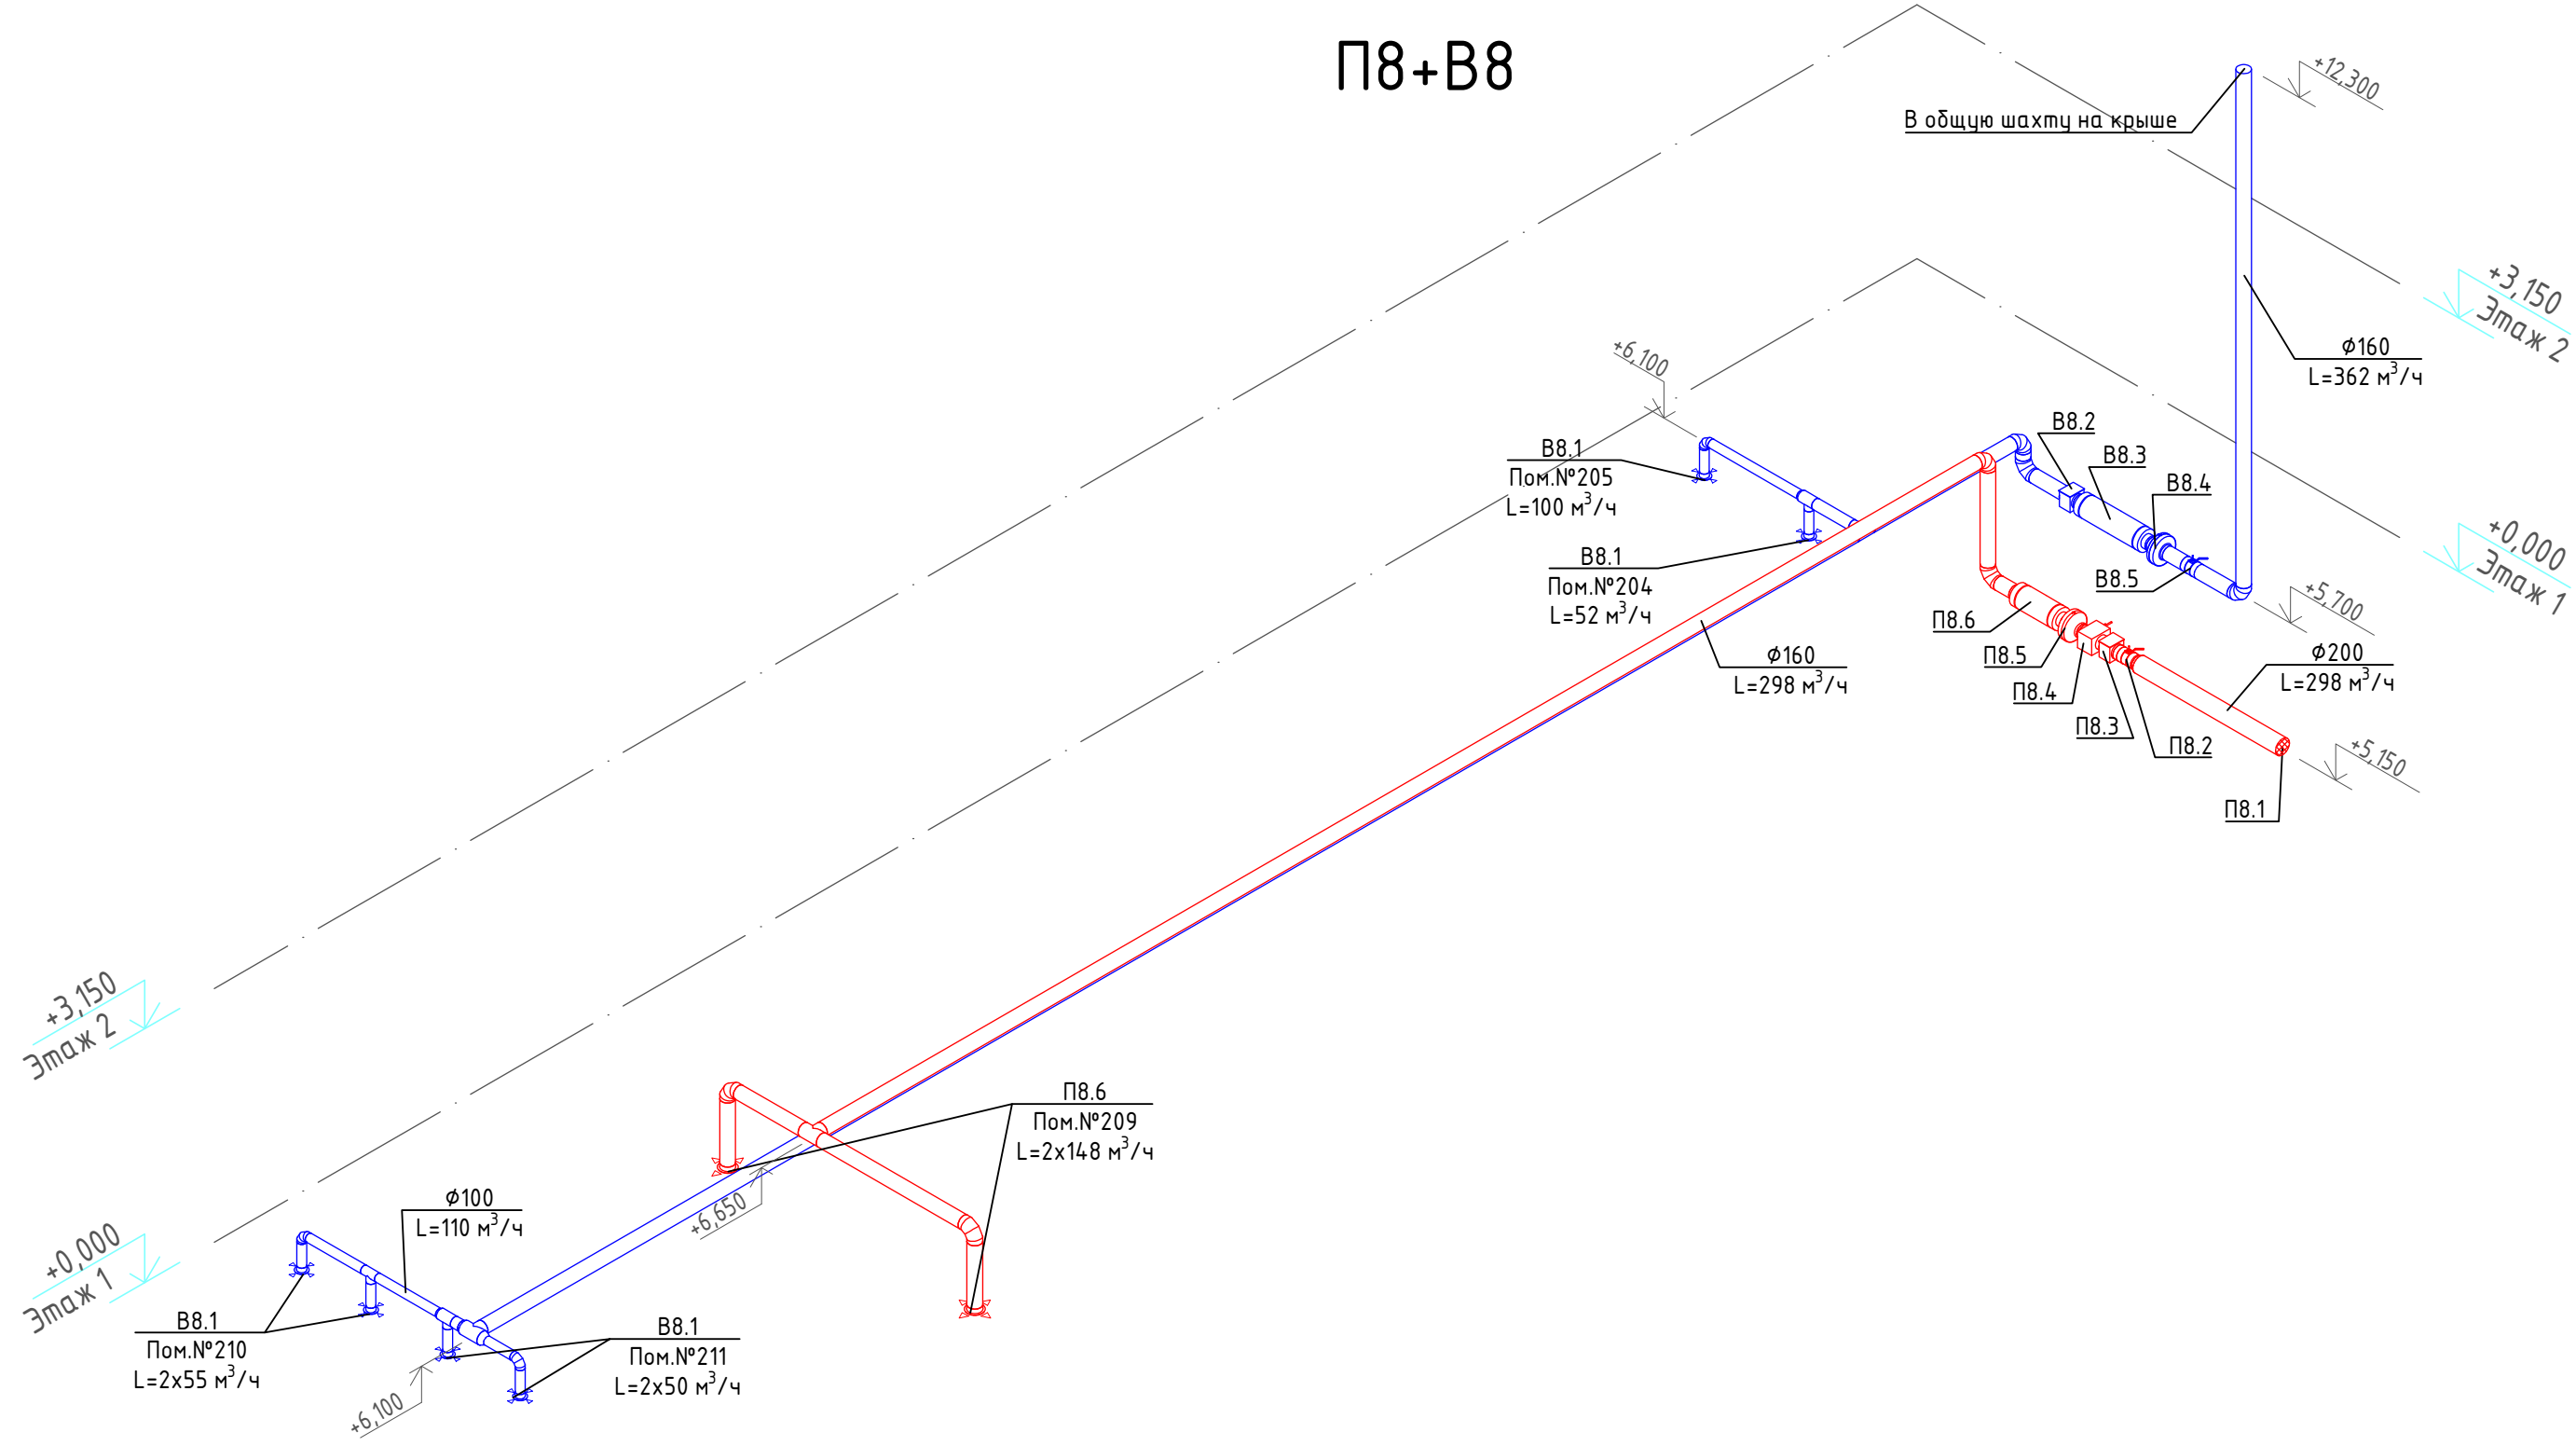 П8+В8
+12,300
В общую шахту на крыше
+3,150
Этаж 2
Ф160
L=362 м³/ч
+6,100
В8.1
Пом.№205
L=100 м³/ч
В8.2
В8.3
В8.4
В8.5
+0,000
Этаж 1
+5,700
В8.1
Пом.№204
L=52 м³/ч
П8.6
П8.5
П8.4
П8.3
П8.2
П8.1
Ф160
L=298 м³/ч
Ф200
L=298 м³/ч
+5,150
+3,150
Этаж 2
П8.6
Пом.№209
L=2х148 м³/ч
+6,650
Ф100
L=110 м³/ч
+0,000
Этаж 1
В8.1
Пом.№210
L=2х55 м³/ч
В8.1
Пом.№211
L=2х50 м³/ч
+6,100